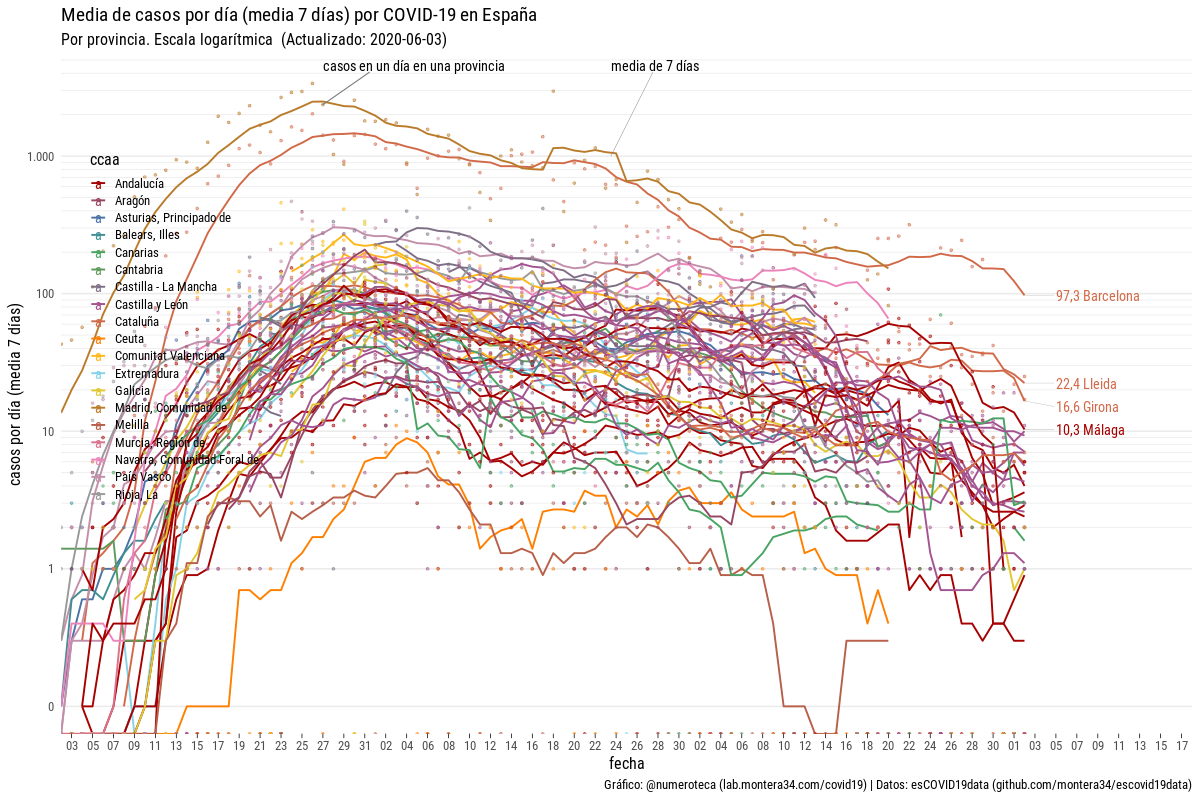 Media de casos por día (media 7 días) por COVID-19 en España
Por provincia. Escala logarítmica  (Actualizado: 2020-06-03)
casos en un día en una provincia
media de 7 días
casos por día (media 7 días)
1.000
100
10
1
0
ccaa
Andalucía
Aragón
Asturias, Principado de
Balears, Illes
Canarias
Cantabria
Castilla - La Mancha
Castilla y León
Cataluña
Ceuta
Comunitat Valenciana
Extremadura
Galicia
Madrid, Comunidad de
Melilla
Murcia, Región de
Navarra, Comunidad Foral de
País Vasco
Rioja, La
97,3 Barcelona
22,4 Lleida
16,6 Girona
10,3 Málaga
03 05 07 09 11 13 15 17 19 21 23 25 27 29 31 02 04 06 08 10 12 14 16 18 20 22 24 26 28 30 02 04 06 08 10 12 14 16 18 20 22 24 26 28 30 01 03 05 07 09 11 13 15 17
fecha
Gráfico: @numeroteca (lab.montera34.com/covid19) | Datos: esCOVID19data (github.com/montera34/escovid19data)